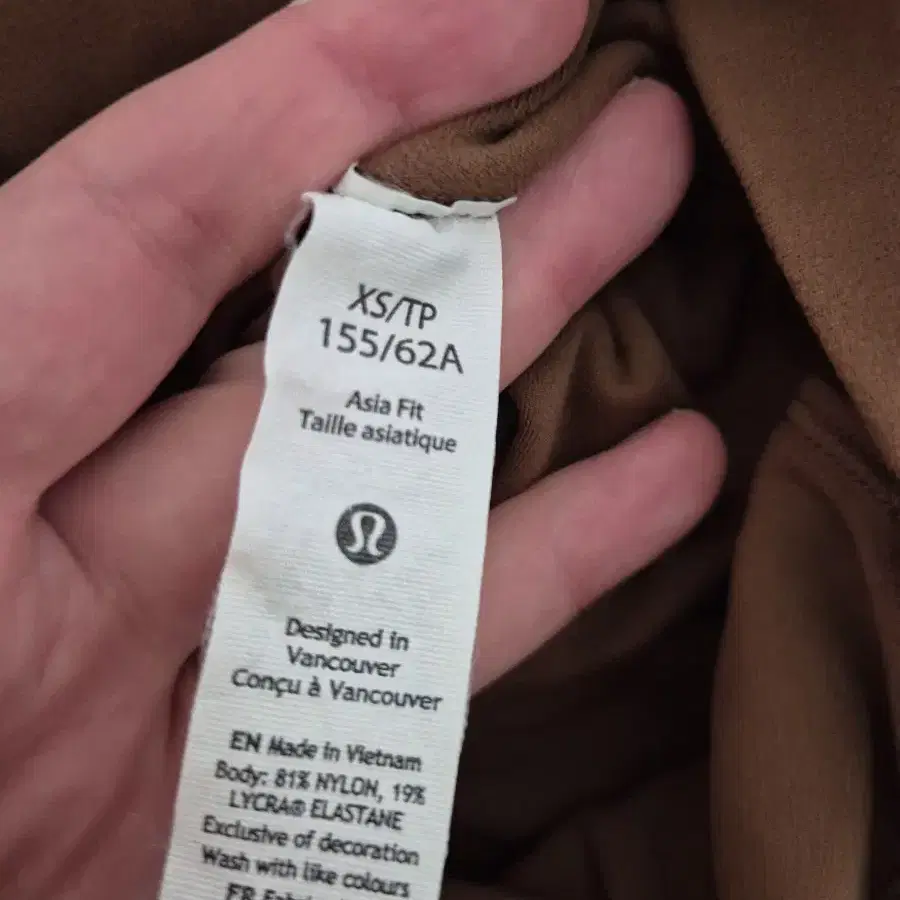 XS/TP
155/62A
Asia Fit
Taille asiatique
Designed in
Vancouver
Conçu à Vancouver
EN Made in Vietnam
Body: 81% NYLON, 19%
LYCRA® ELASTANE
Exclusive of decoration
Wash with like colours
FR